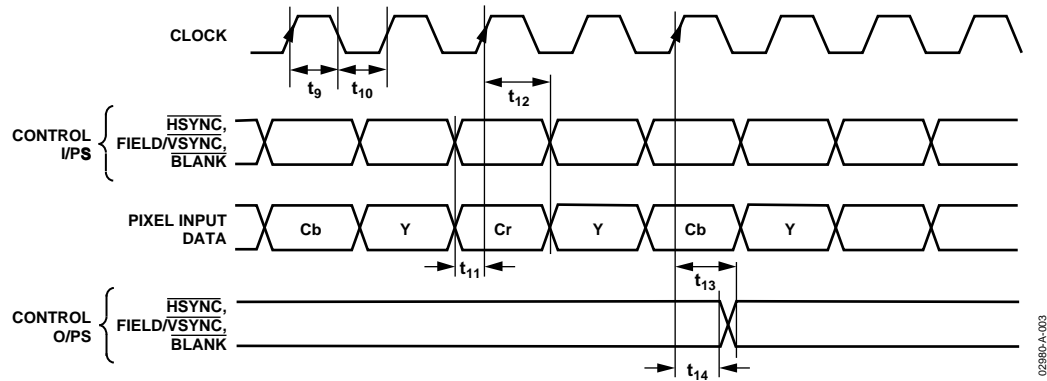 CLOCK
t9
t10
t12
CONTROL
I/PS
HSYNC,
FIELD/VSYNC,
BLANK
PIXEL INPUT
DATA
Cb
Y
Cr
Y
Cb
Y
t11
t13
CONTROL
O/PS
HSYNC,
FIELD/VSYNC,
BLANK
t14
02980-A-003